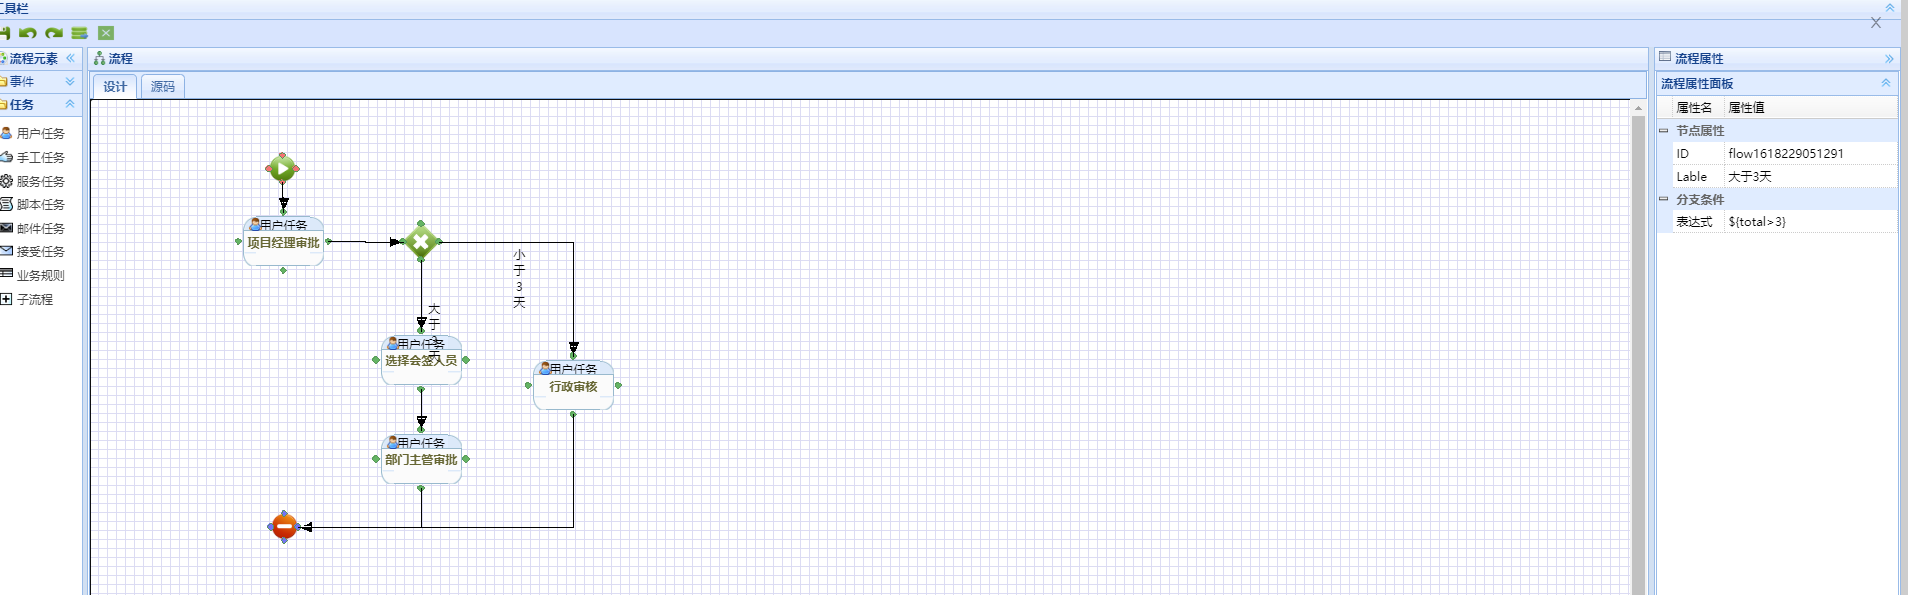 工具栏
流程元素
事件
任务
用户任务
手工任务
服务任务
脚本任务
邮件任务
接受任务
业务规则
子流程
流程
设计
源码
用户任务
项目经理审批
小于3天
大于3天
用户任务
选择会签人员
用户任务
行政审核
用户任务
部门主管审批
流程属性
流程属性面板
属性名 属性值
节点属性
ID flow1618229051291
Lable 大于3天
分支条件
表达式 ${total>3}